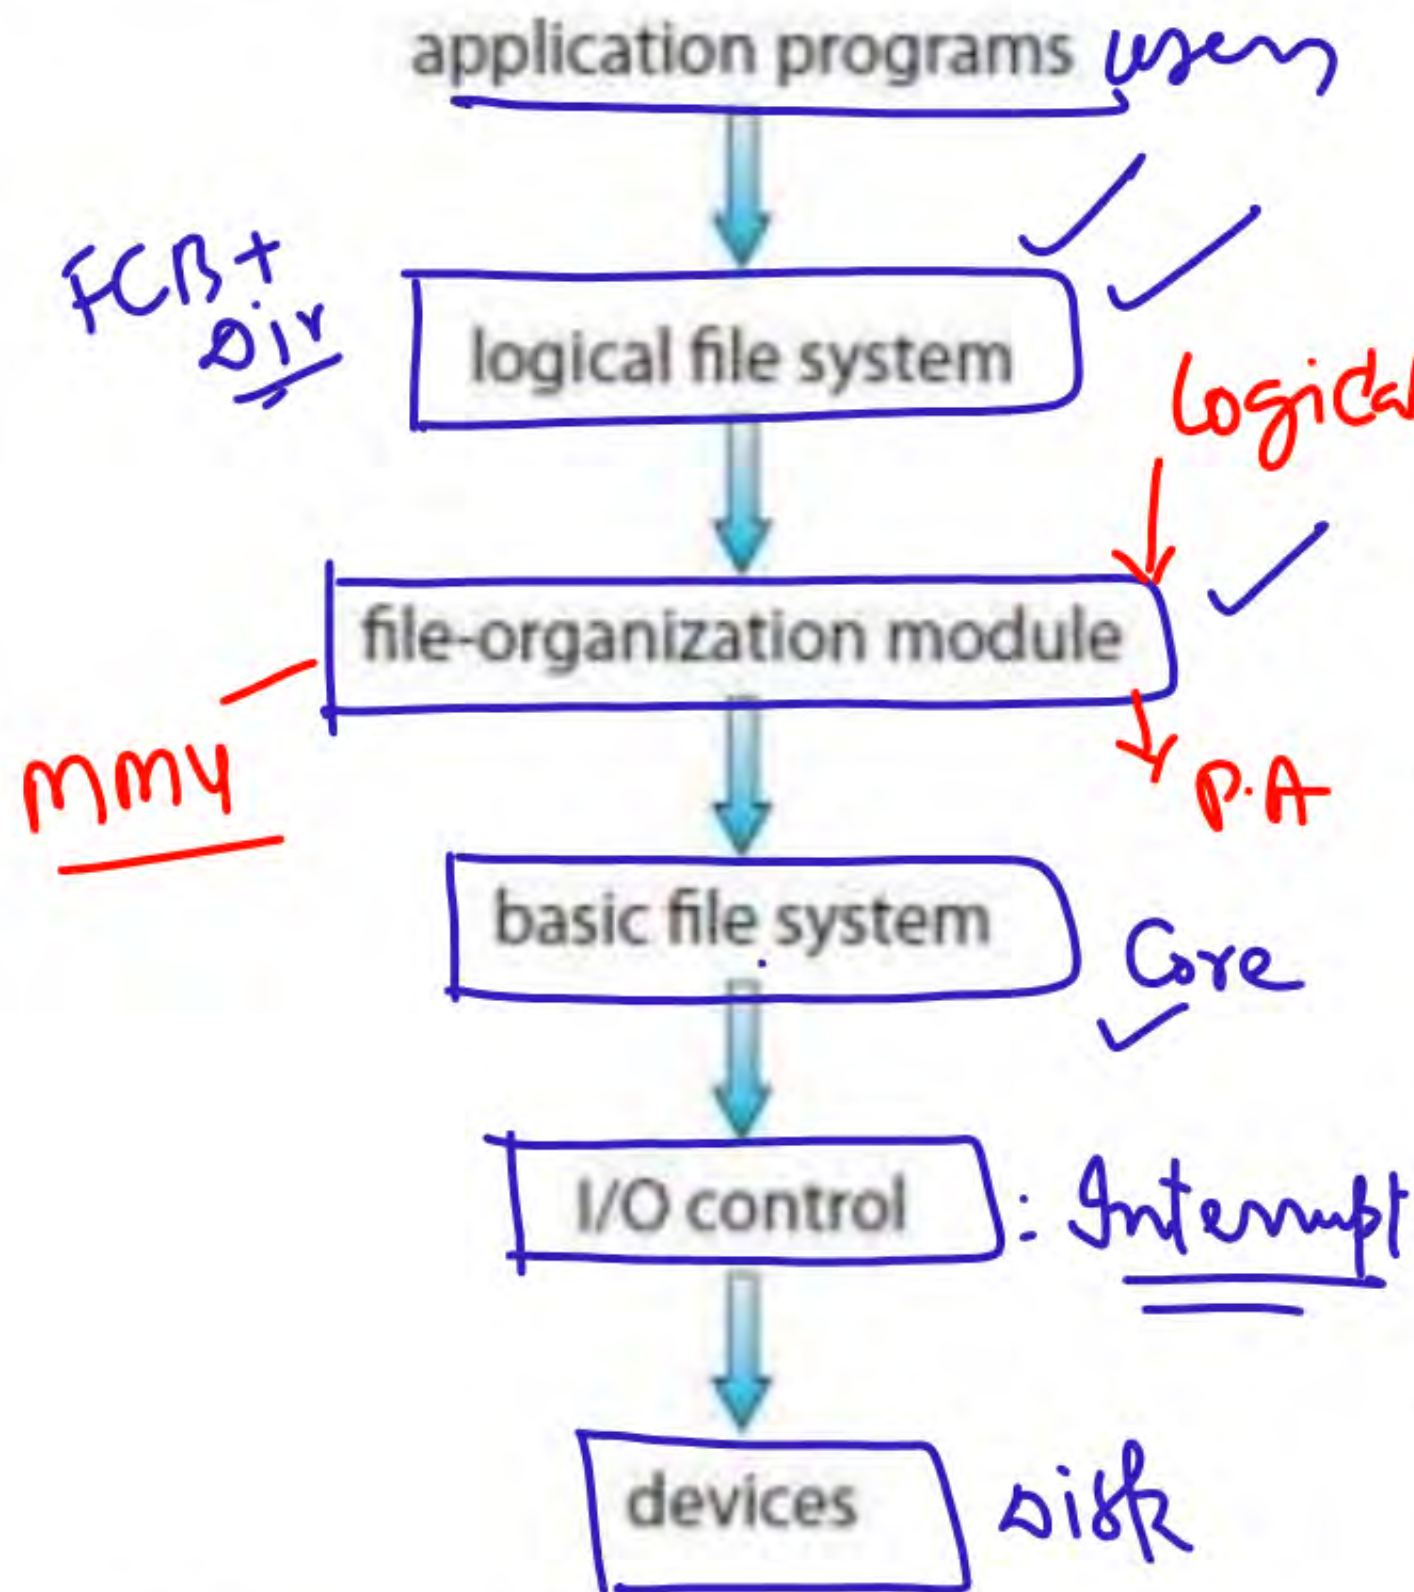 application programs users
FCB+
Dir
logical file system
Logical
file-organization module
MMU
P.A
basic file system
Core
I/O control : Interrupt
devices Disk